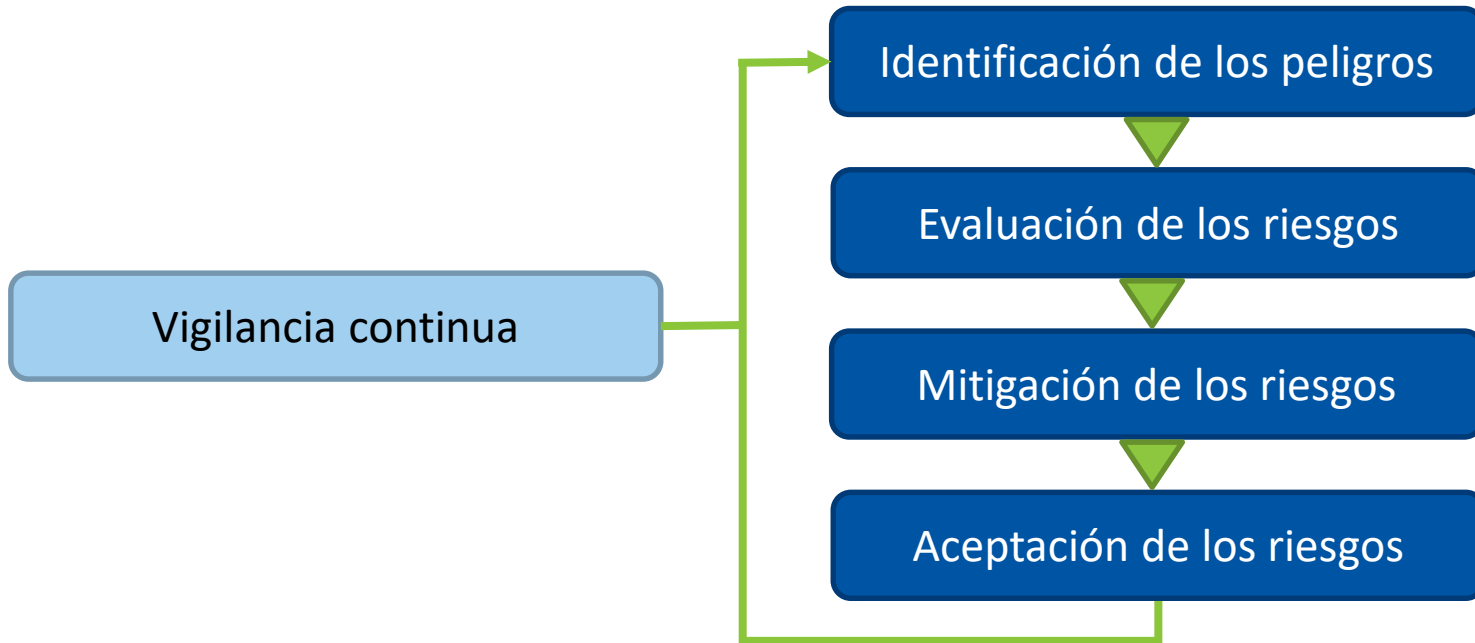 Identificación de los peligros
Evaluación de los riesgos
Vigilancia continua
Mitigación de los riesgos
Aceptación de los riesgos